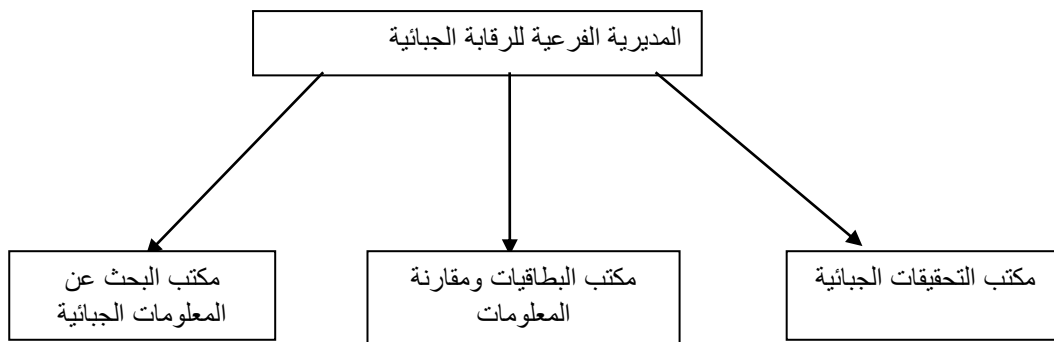 المديرية الفرعية للرقابة الجبائية
مكتب التحقيقات الجبائية
مكتب البطاقيات ومقارنة
المعلومات
مكتب البحث عن
المعلومات الجبائية